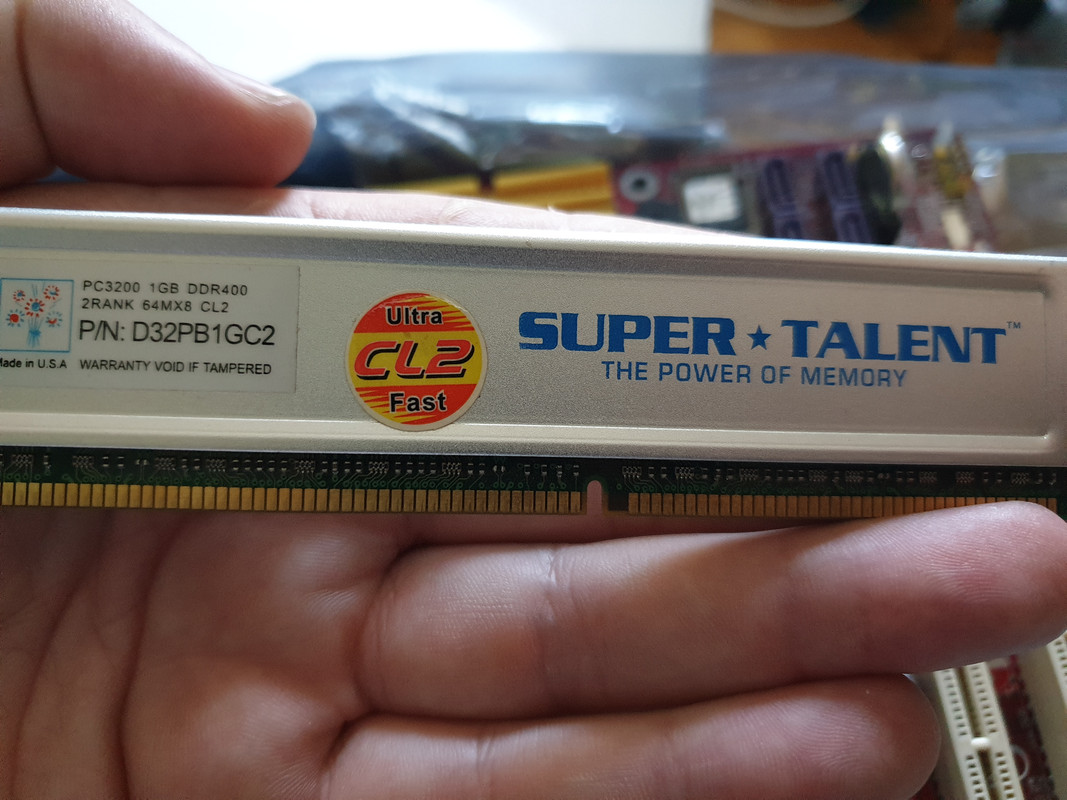 PC3200 1GB DDR400
2RANK 64MX8 CL2
P/N: D32PB1GC2
Made in U.S.A WARRANTY VOID IF TAMPERED
Ultra
CL2
Fast
SUPER★TALENT™
THE POWER OF MEMORY